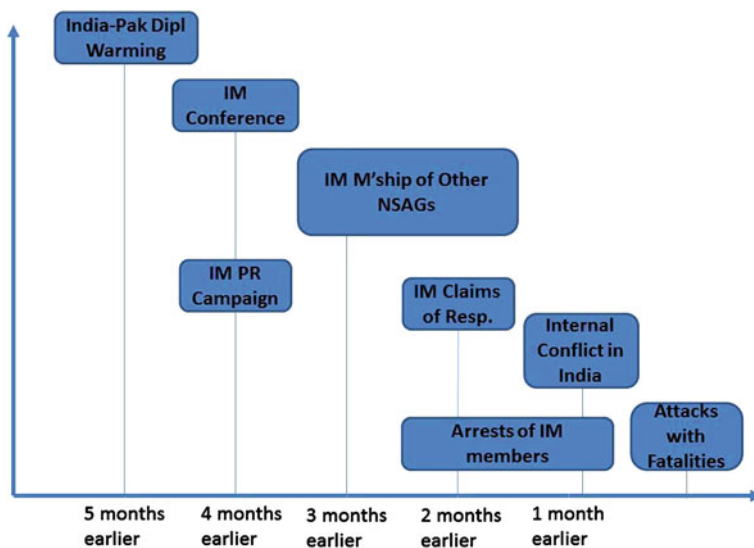 India-Pak Dipl
Warming
IM
Conference
IM M’ship of Other
NSAGs
IM PR
Campaign
IM Claims
of Resp.
Internal
Conflict in
India
Arrests of IM
members
Attacks
with
Fatalities
5 months
earlier
4 months
earlier
3 months
earlier
2 months
earlier
1 month
earlier